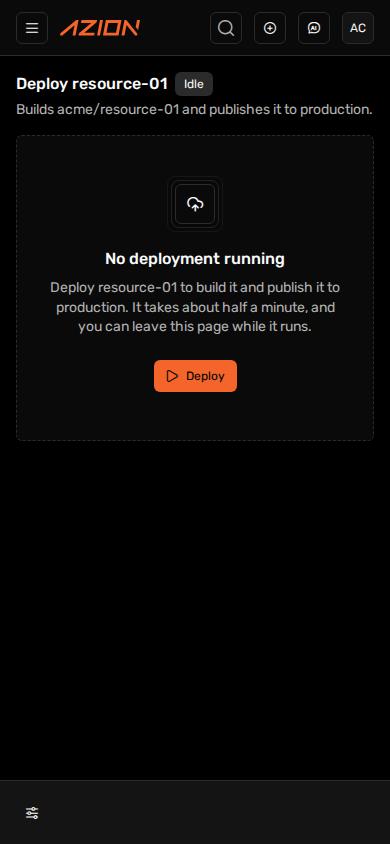 AZION
AI
AC
Deploy resource-01
Idle
Builds acme/resource-01 and publishes it to production.
No deployment running
Deploy resource-01 to build it and publish it to
production. It takes about half a minute, and
you can leave this page while it runs.
Deploy